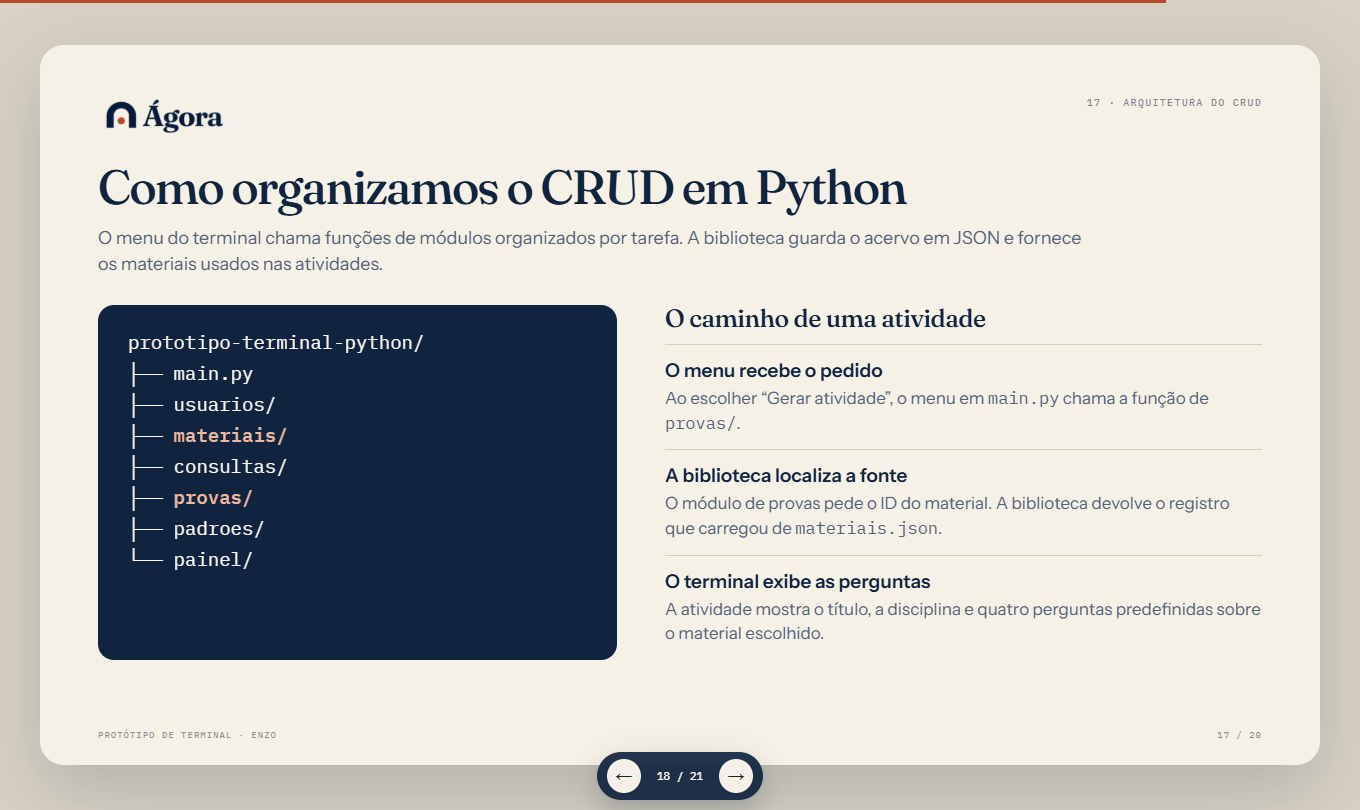 Ágora
17 · ARQUITETURA DO CRUD
Como organizamos o CRUD em Python
O menu do terminal chama funções de módulos organizados por tarefa. A biblioteca guarda o acervo em JSON e fornece
os materiais usados nas atividades.
prototipo-terminal-python/
├── main.py
├── usuarios/
├── materiais/
├── consultas/
├── provas/
├── padroes/
└── painel/
O caminho de uma atividade
O menu recebe o pedido
Ao escolher “Gerar atividade”, o menu em main.py chama a função de
provas/.
A biblioteca localiza a fonte
O módulo de provas pede o ID do material. A biblioteca devolve o registro
que carregou de materiais.json.
O terminal exibe as perguntas
A atividade mostra o título, a disciplina e quatro perguntas predefinidas sobre
o material escolhido.
PROTÓTIPO DE TERMINAL · ENZO
17 / 20
← 18 / 21 →